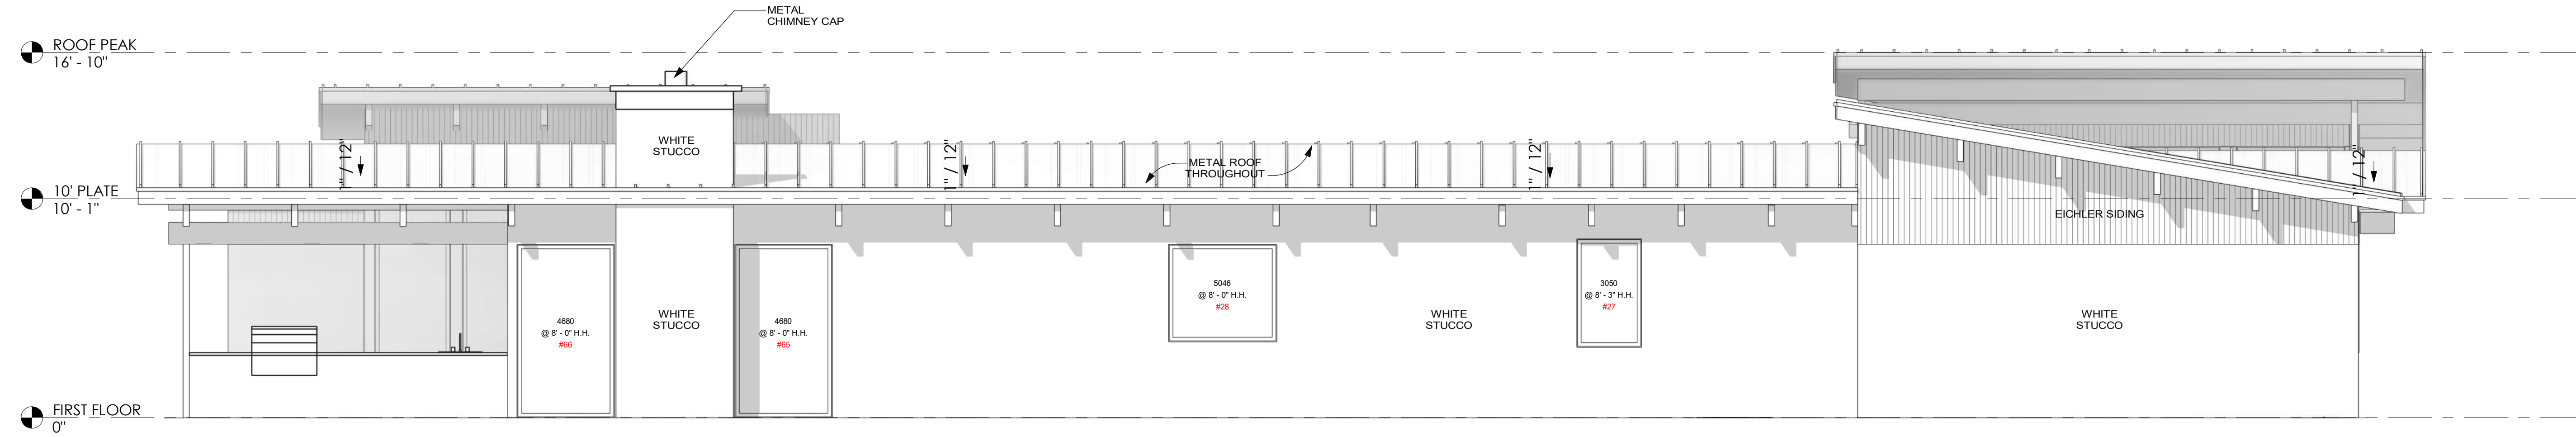 METAL
CHIMNEY CAP
ROOF PEAK
16' - 10"
WHITE
STUCCO
1" / 12"
1" / 12"
METAL ROOF
THROUGHOUT
1" / 12"
1" / 12"
10' PLATE
10' - 1"
EICHLER SIDING
4680
@ 8' - 0" H.H.
#66
WHITE
STUCCO
4680
@ 8' - 0" H.H.
#65
5046
@ 8' - 0" H.H.
#28
WHITE
STUCCO
3050
@ 8' - 3" H.H.
#27
WHITE
STUCCO
FIRST FLOOR
0"